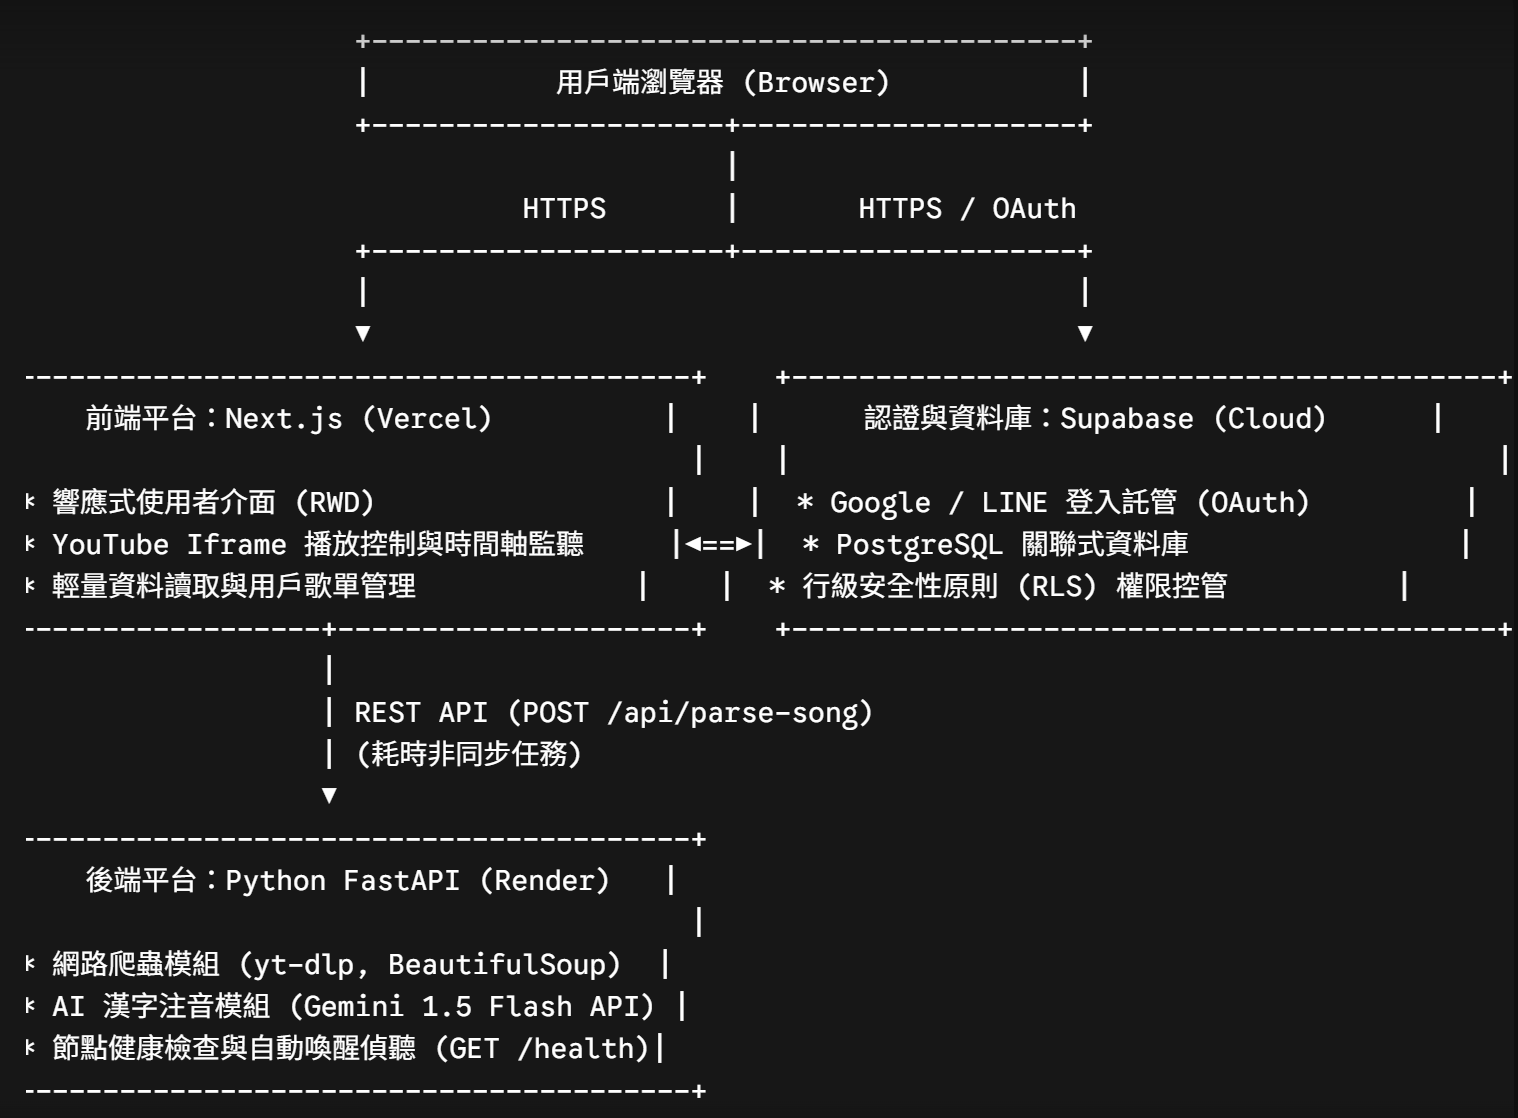 用戶端瀏覽器 (Browser)
HTTPS
HTTPS / OAuth
前端平台：Next.js (Vercel)
* 響應式使用者介面 (RWD)
* YouTube Iframe 播放控制與時間軸監聽
* 輕量資料讀取與用戶歌單管理
認證與資料庫：Supabase (Cloud)
* Google / LINE 登入託管 (OAuth)
* PostgreSQL 關聯式資料庫
* 行級安全性原則 (RLS) 權限控管
REST API (POST /api/parse-song)
(耗時非同步任務)
後端平台：Python FastAPI (Render)
* 網路爬蟲模組 (yt-dlp, BeautifulSoup)
* AI 漢字注音模組 (Gemini 1.5 Flash API)
* 節點健康檢查與自動喚醒偵聽 (GET /health)